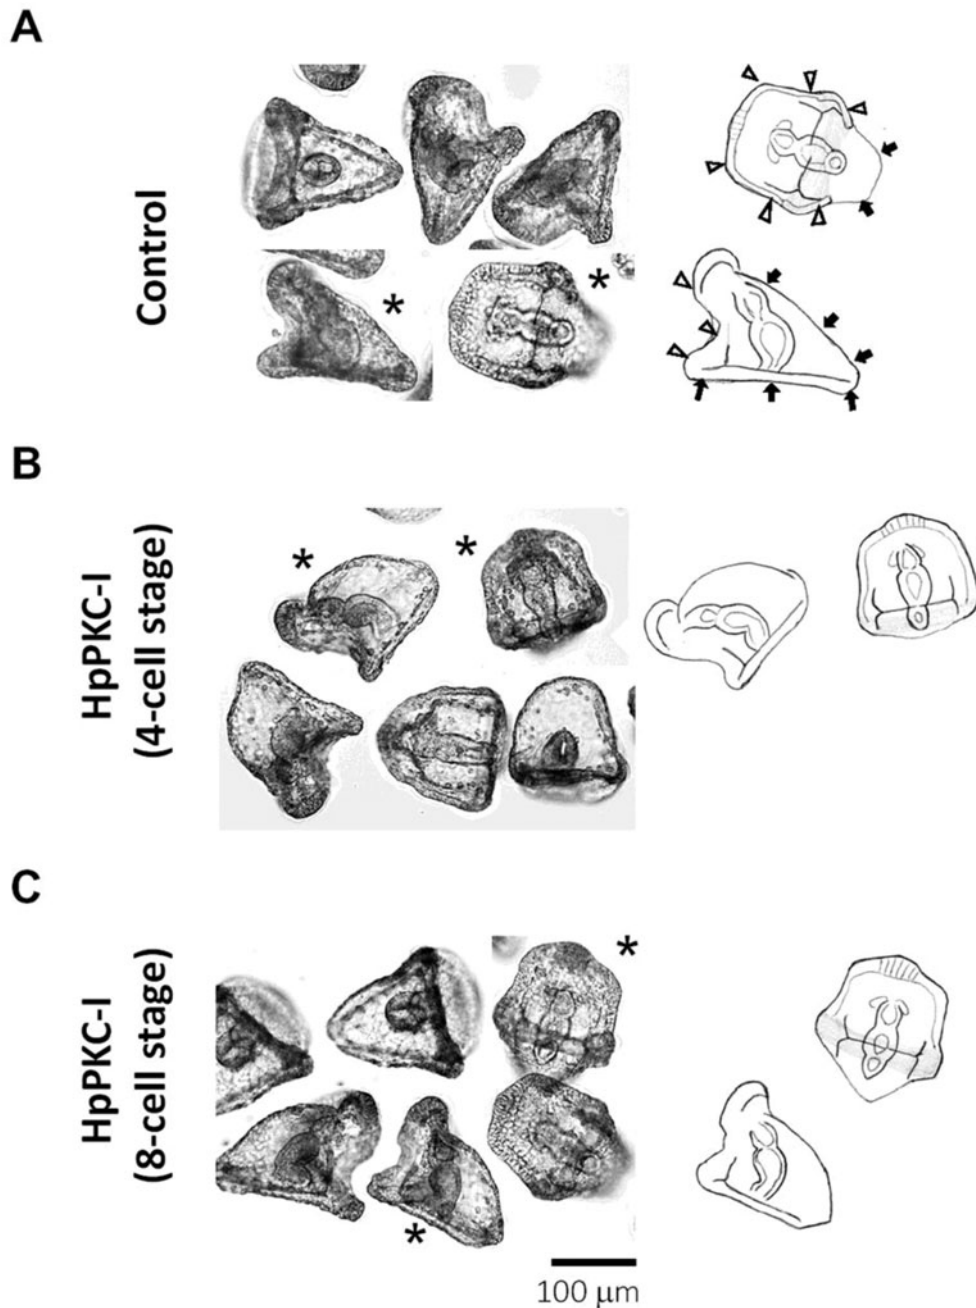 A
Control
*
*
B
HpPKC-I
(4-cell stage)
*
*
C
HpPKC-I
(8-cell stage)
*
*
100 μm